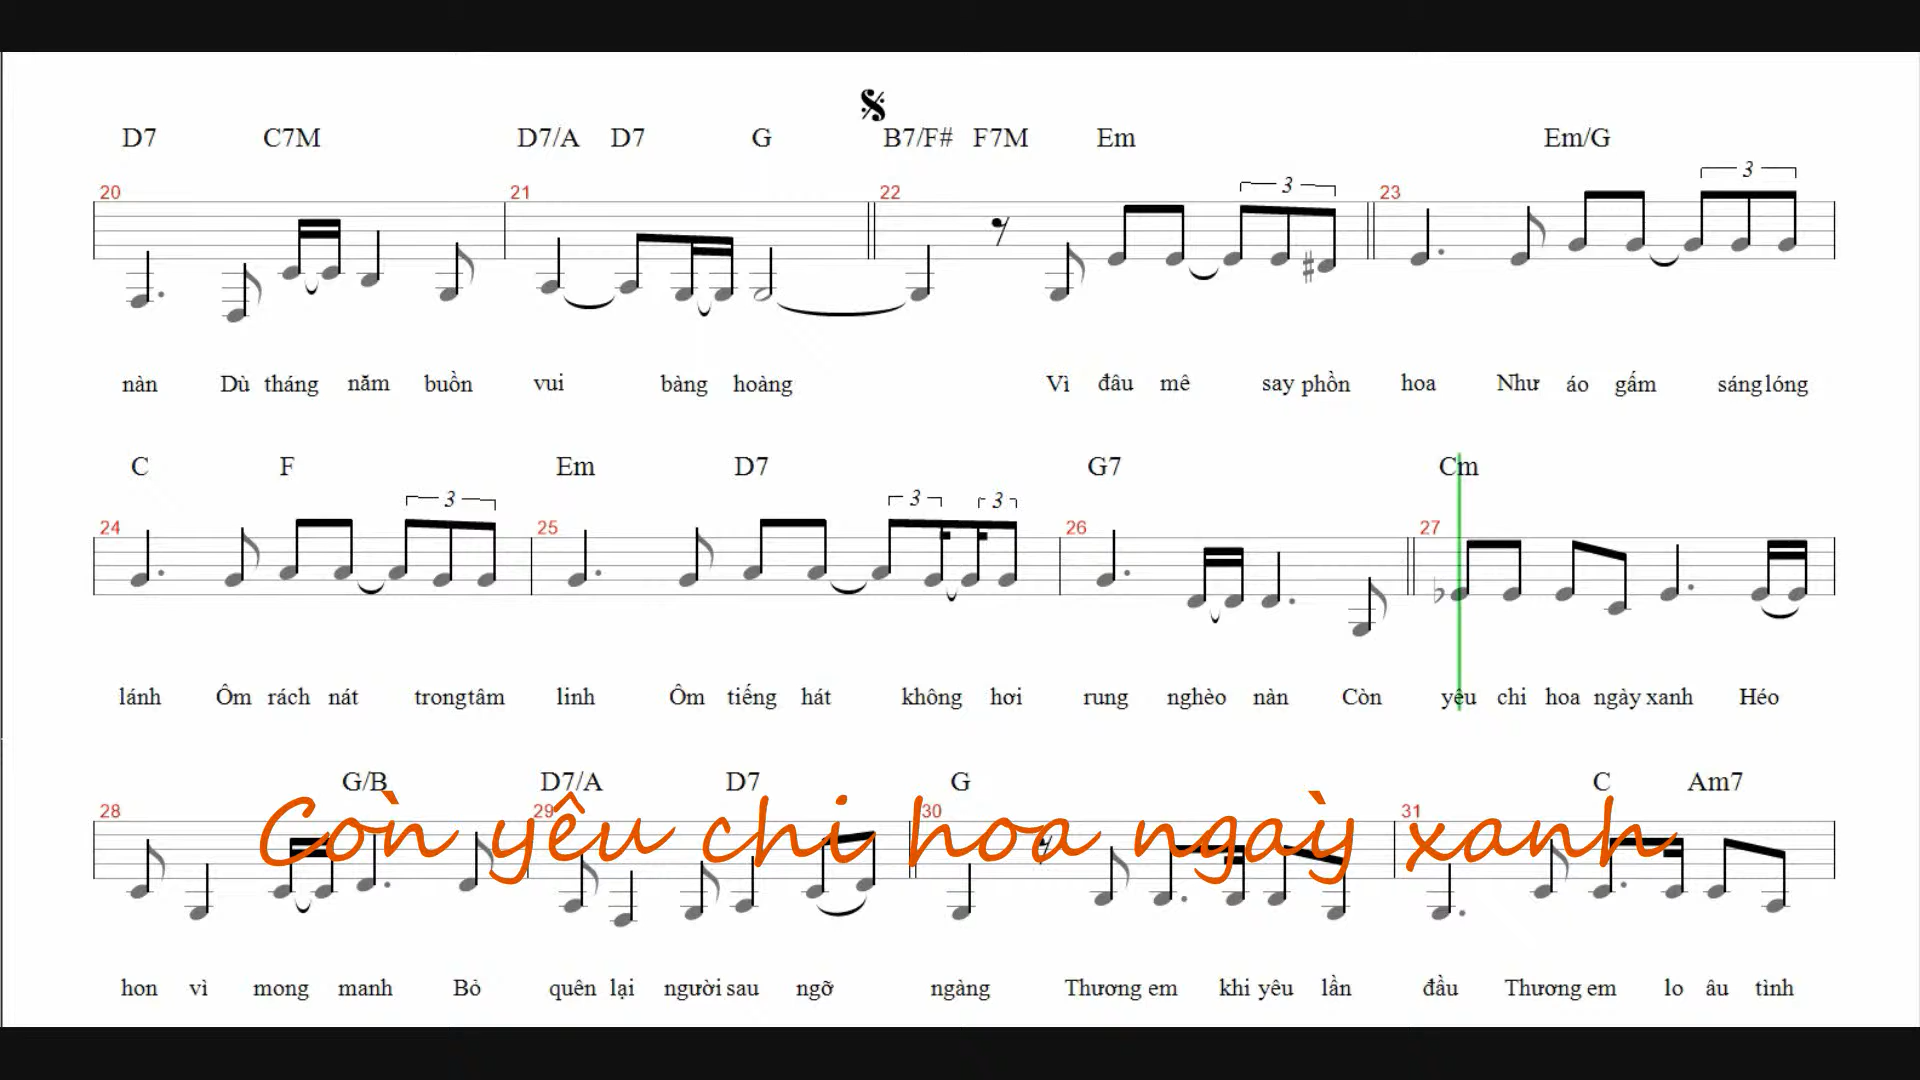 D7 C7M D7/A D7 G B7/F# F7M Em Em/G
20 21 22 3 23 3
nàn Dù tháng năm buồn vui bàng hoàng Vì đâu mê say phồn hoa Như áo gấm sáng lóng
C F Em D7 G7 Cm
24 3 25 3 3 26 27
lánh Ôm rách nát trong tâm linh Ôm tiếng hát không hơi rung nghèo nàn Còn yêu chi hoa ngày xanh Héo
G/B D7/A D7 G C Am7
28 29 30 31
Còn yêu chi hoa ngày xanh
hon vì mong manh Bỏ quên lại người sau ngỡ ngàng Thương em khi yêu lần đầu Thương em lo âu tình